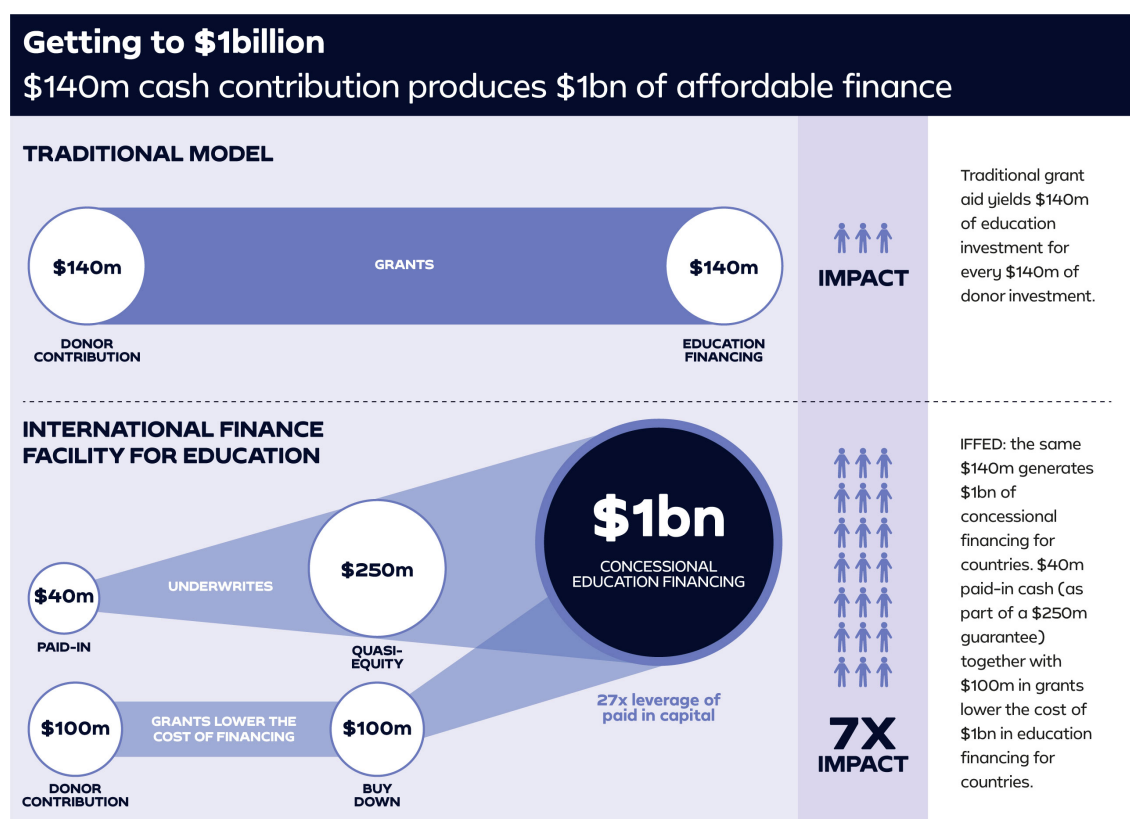 Getting to $1billion
$140m cash contribution produces $1bn of affordable finance
TRADITIONAL MODEL
$140m
GRANTS
$140m
DONOR
CONTRIBUTION
EDUCATION
FINANCING
IMPACT
Traditional grant
aid yields $140m
of education
investment for
every $140m of
donor investment.
INTERNATIONAL FINANCE
FACILITY FOR EDUCATION
$40m
PAID-IN
UNDERWRITES
$250m
QUASI-
EQUITY
$1bn
CONCESSIONAL
EDUCATION FINANCING
27x leverage of
paid in capital
$100m
DONOR
CONTRIBUTION
GRANTS LOWER THE
COST OF FINANCING
$100m
BUY
DOWN
7X
IMPACT
IFFED: the same
$140m generates
$1bn of
concessional
financing for
countries. $40m
paid-in cash (as
part of a $250m
guarantee)
together with
$100m in grants
lower the cost of
$1bn in education
financing for
countries.